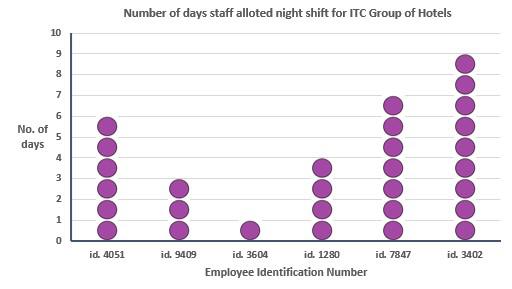 Number of days staff alloted night shift for ITC Group of Hotels
10
9
8
7
6
5
4
3
2
1
0
No. of
days
id. 4051 id. 9409 id. 3604 id. 1280 id. 7847 id. 3402
Employee Identification Number